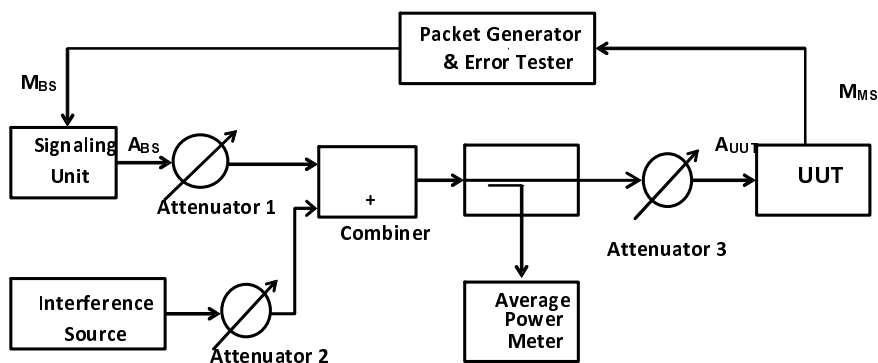 Packet Generator
& Error Tester
M_BS
M_MS
Signaling
Unit
A_BS
A_UUT
UUT
Attenuator 1
+
Combiner
Attenuator 3
Interference
Source
Attenuator 2
Average
Power
Meter